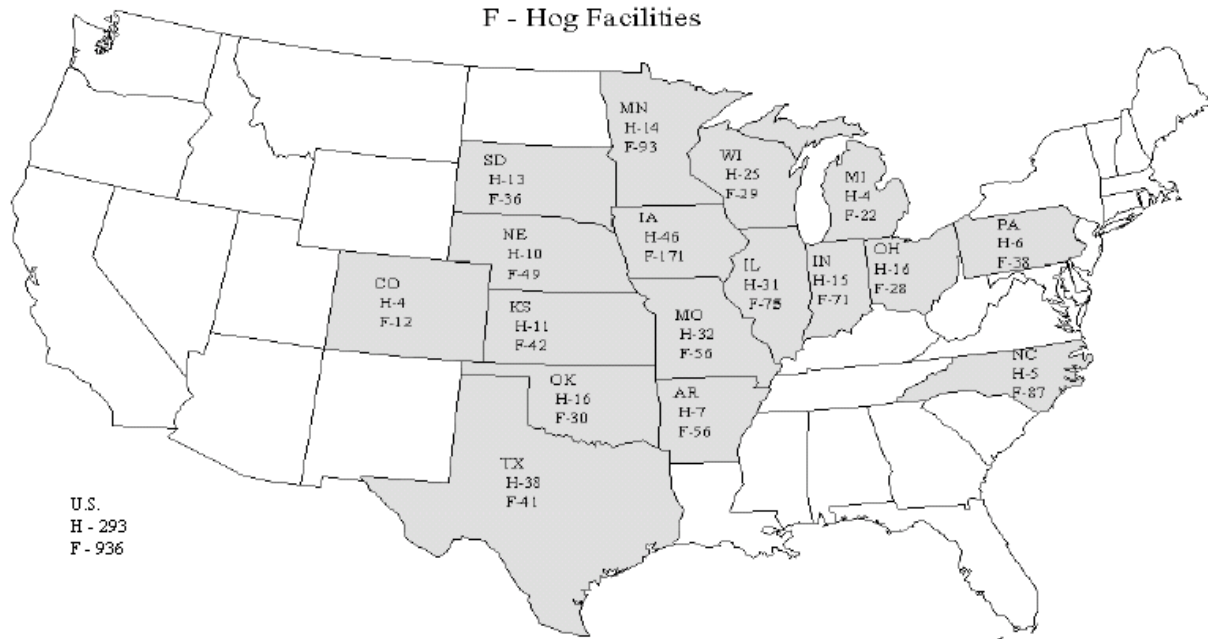 F - Hog Facilities
MN
H-14
F-93
SD
H-13
F-36
WI
H-25
F-29
MI
H-4
F-22
NE
H-10
F-49
IA
H-46
F-171
PA
H-6
F-38
CO
H-4
F-12
IL
H-31
F-75
IN
H-15
F-71
OH
H-16
F-28
KS
H-11
F-42
MO
H-32
F-56
NC
H-5
F-87
OK
H-16
F-30
AR
H-7
F-56
TX
H-38
F-41
U.S.
H - 293
F - 936